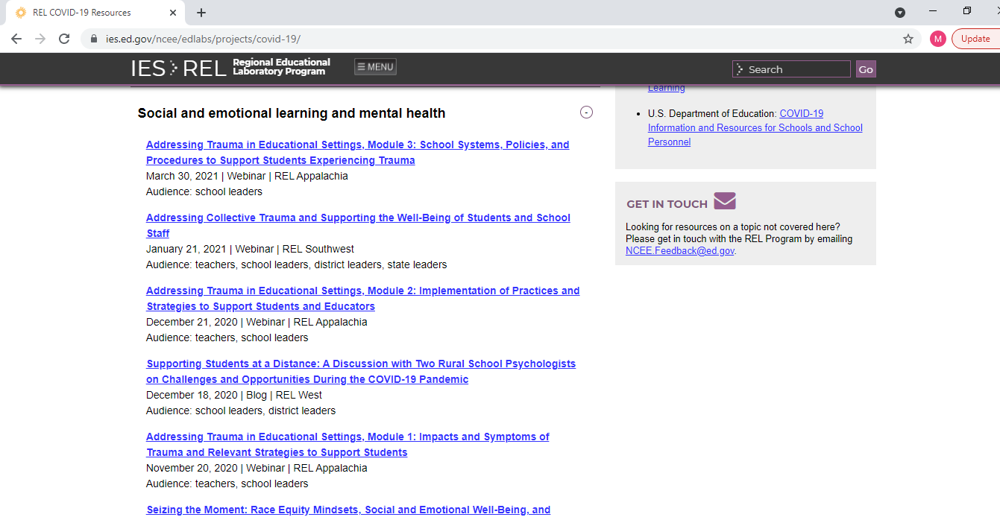 REL COVID-19 Resources
ies.ed.gov/ncee/edlabs/projects/covid-19/
M
Update
IES REL
Regional Educational
Laboratory Program
MENU
Search
Go
Social and emotional learning and mental health
-
Addressing Trauma in Educational Settings, Module 3: School Systems, Policies, and
Procedures to Support Students Experiencing Trauma
March 30, 2021 | Webinar | REL Appalachia
Audience: school leaders
Addressing Collective Trauma and Supporting the Well-Being of Students and School
Staff
January 21, 2021 | Webinar | REL Southwest
Audience: teachers, school leaders, district leaders, state leaders
Addressing Trauma in Educational Settings, Module 2: Implementation of Practices and
Strategies to Support Students and Educators
December 21, 2020 | Webinar | REL Appalachia
Audience: teachers, school leaders
Supporting Students at a Distance: A Discussion with Two Rural School Psychologists
on Challenges and Opportunities During the COVID-19 Pandemic
December 18, 2020 | Blog | REL West
Audience: school leaders, district leaders
Addressing Trauma in Educational Settings, Module 1: Impacts and Symptoms of
Trauma and Relevant Strategies to Support Students
November 20, 2020 | Webinar | REL Appalachia
Audience: teachers, school leaders
Seizing the Moment: Race Equity Mindsets, Social and Emotional Well-Being, and
Learning
• U.S. Department of Education: COVID-19
Information and Resources for Schools and School
Personnel
GET IN TOUCH
Looking for resources on a topic not covered here?
Please get in touch with the REL Program by emailing
NCEE.Feedback@ed.gov.